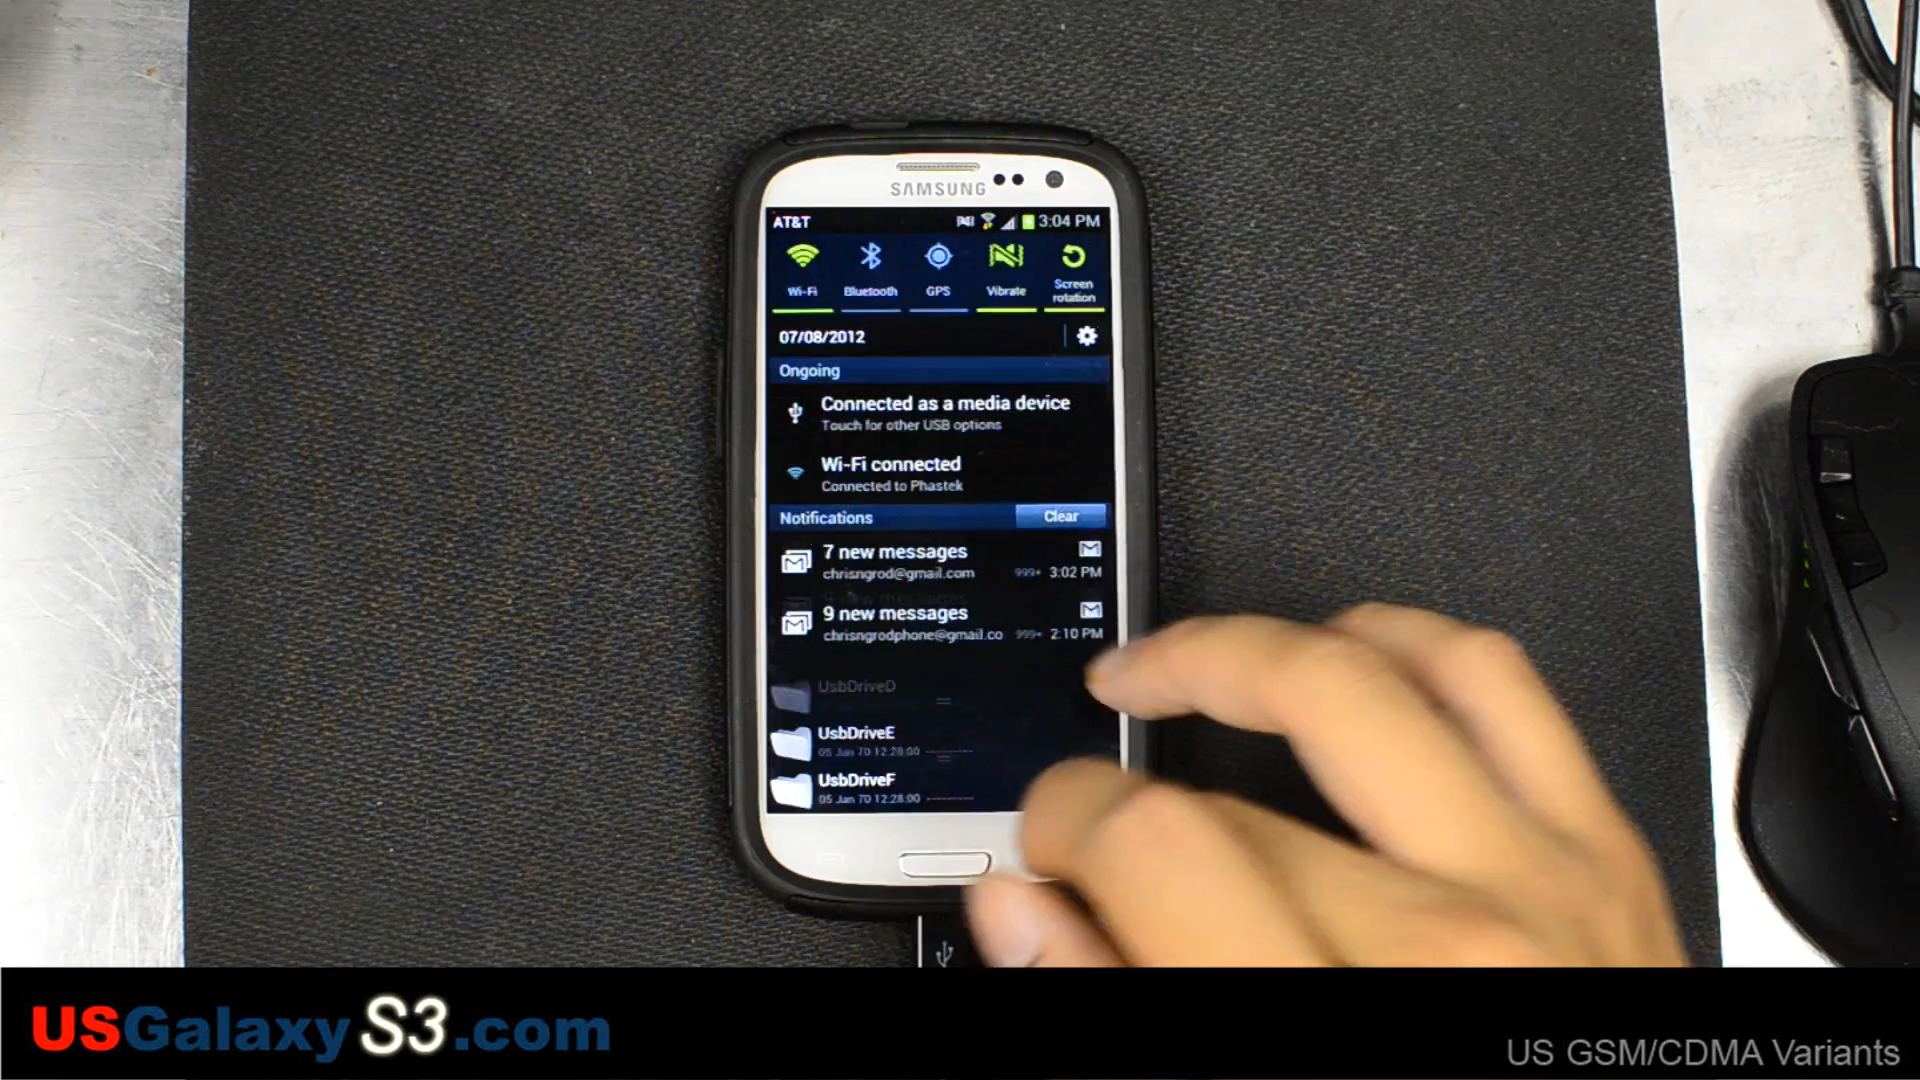 SAMSUNG
AT&T 3:04 PM
Wi-Fi Bluetooth GPS Vibrate Screen rotation
07/08/2012
Ongoing
Connected as a media device
Touch for other USB options
Wi-Fi connected
Connected to Phastek
Notifications Clear
7 new messages
chrisngrod@gmail.com 999+ 3:02 PM
9 new messages
chrisngrodphone@gmail.co 999+ 2:10 PM
UsbDriveD
UsbDriveE
05 Jan 70 12:28:00
UsbDriveF
05 Jan 70 12:28:00
USGalaxyS3.com
US GSM/CDMA Variants